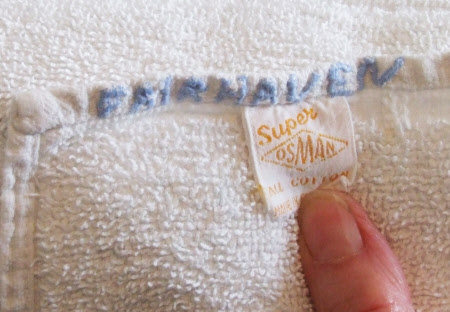 FAIRHAVEN
Super
OSMAN
ALL COTTON